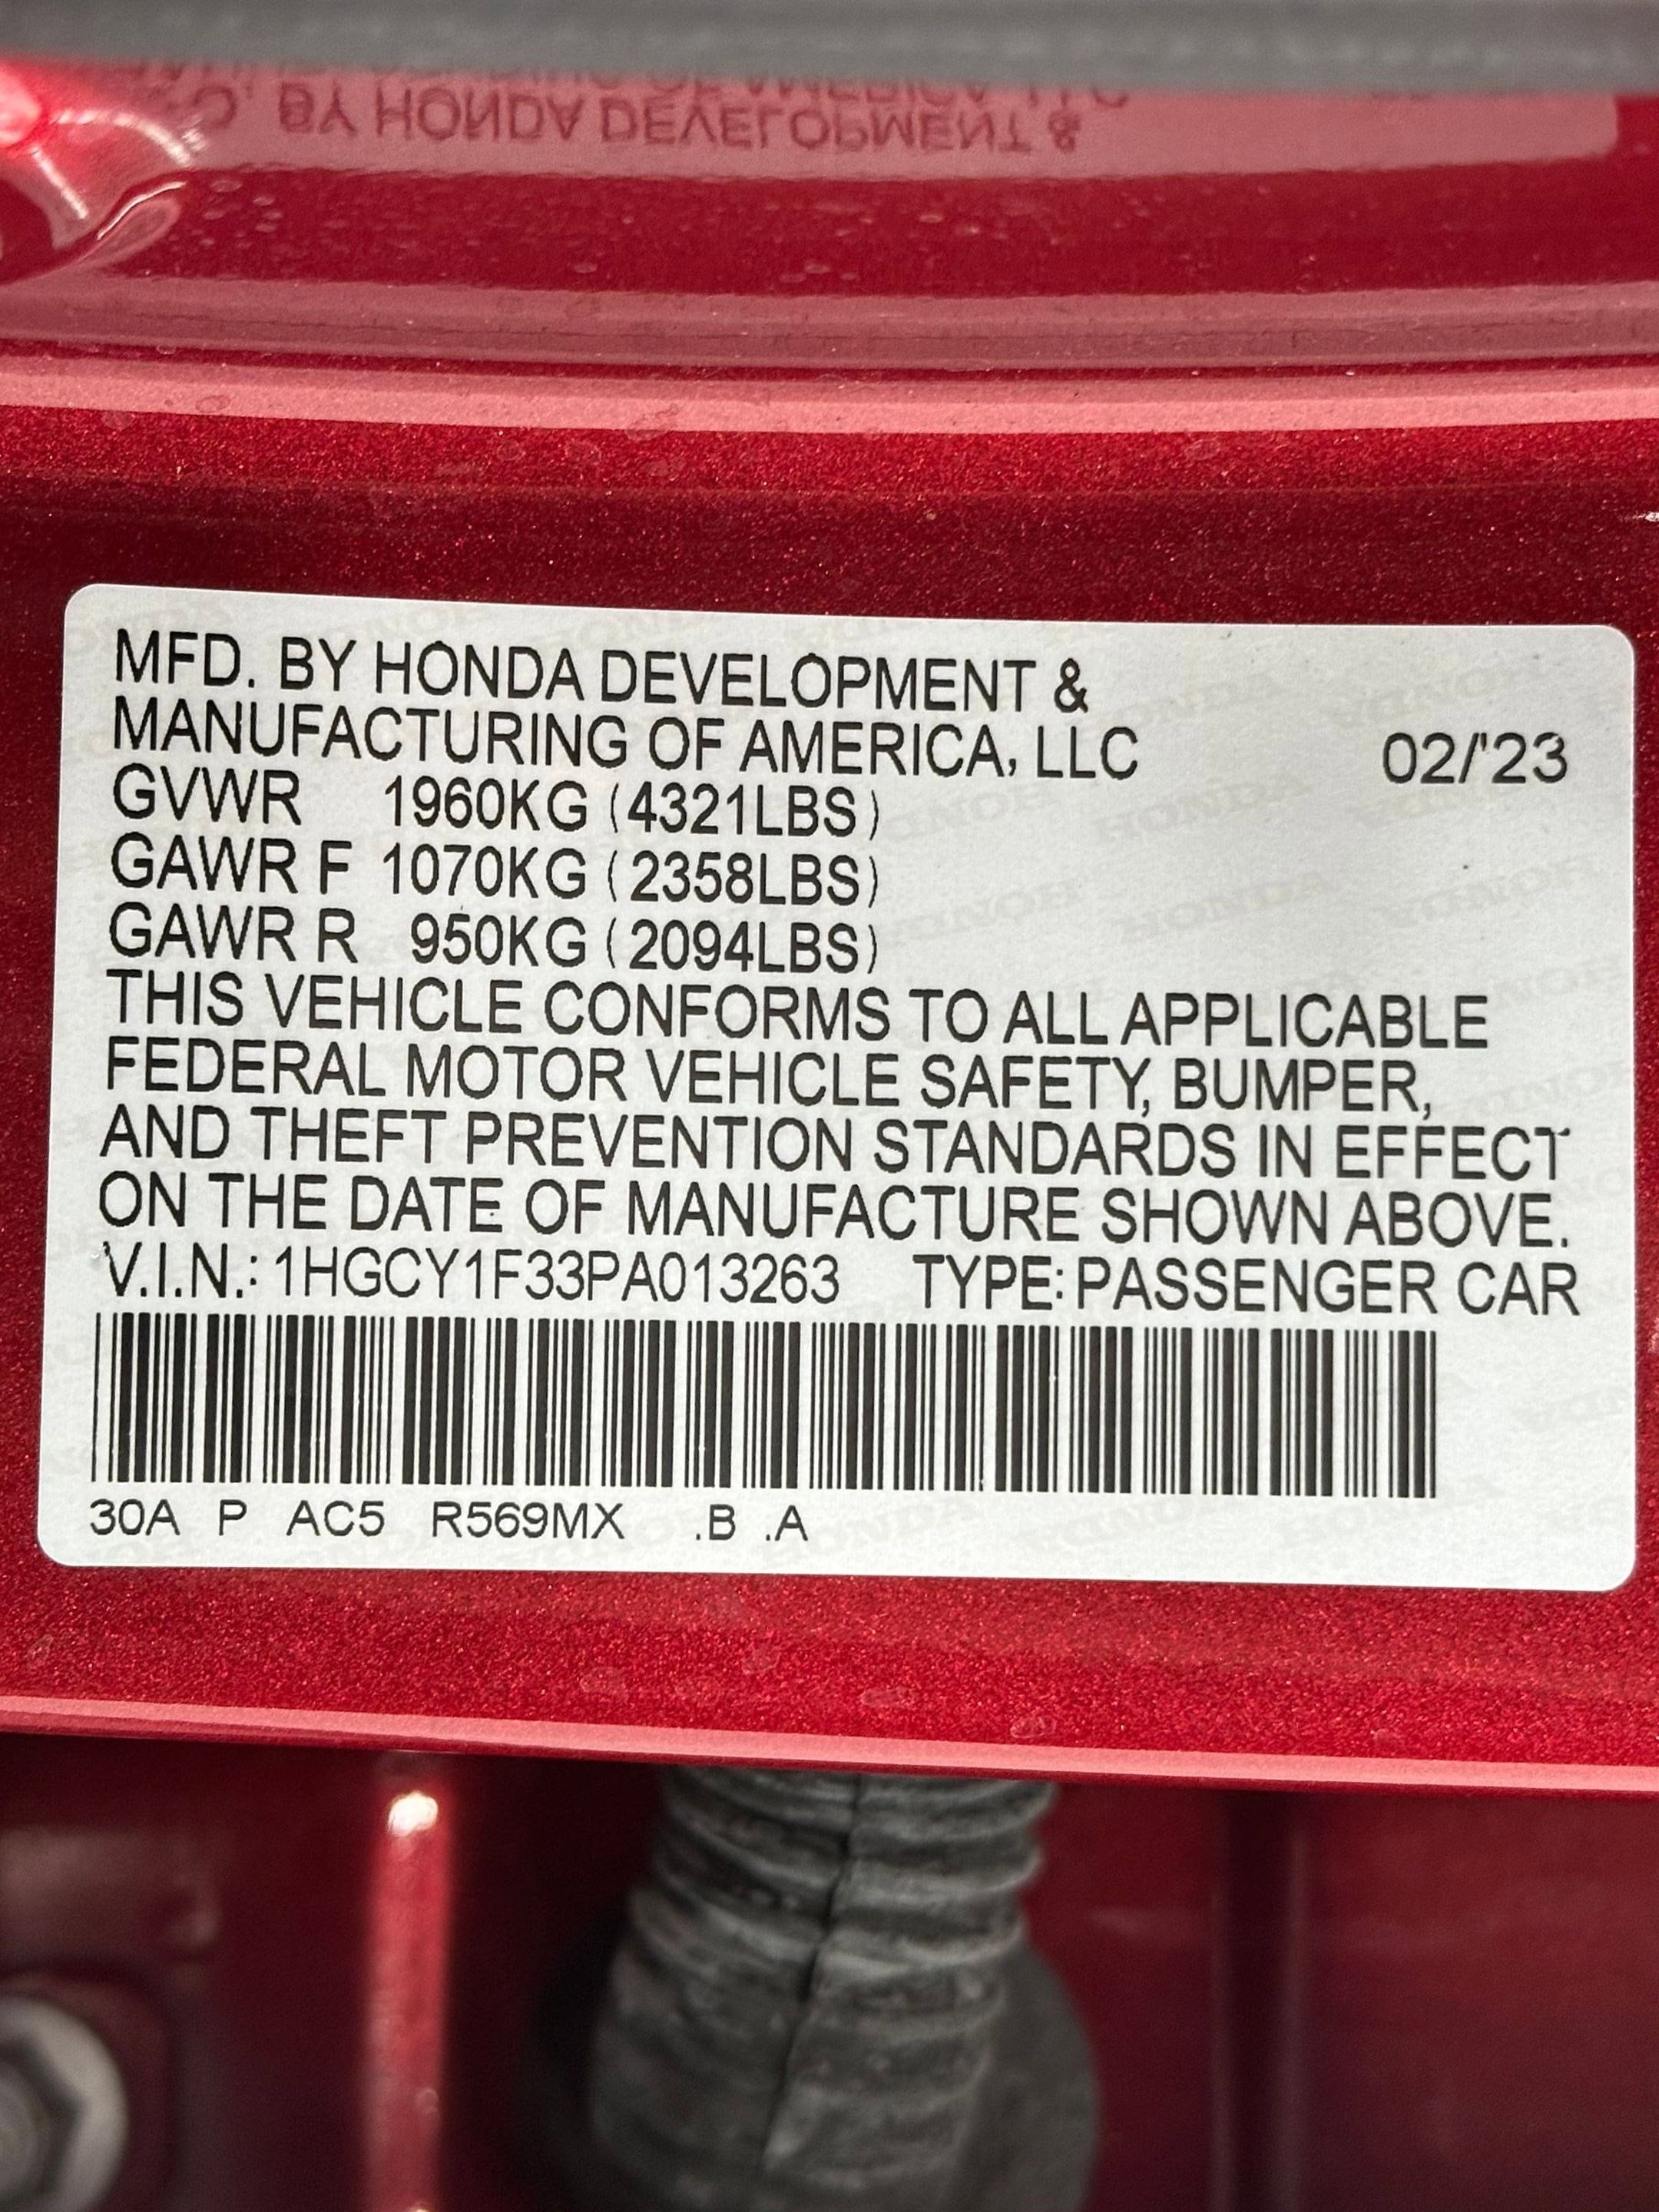 MFD. BY HONDA DEVELOPMENT &
MANUFACTURING OF AMERICA, LLC 02/'23
GVWR 1960KG (4321LBS)
GAWR F 1070KG (2358LBS)
GAWR R 950KG (2094LBS)
THIS VEHICLE CONFORMS TO ALL APPLICABLE
FEDERAL MOTOR VEHICLE SAFETY, BUMPER,
AND THEFT PREVENTION STANDARDS IN EFFECT
ON THE DATE OF MANUFACTURE SHOWN ABOVE.
V.I.N.: 1HGCY1F33PA013263 TYPE: PASSENGER CAR
30A P AC5 R569MX .B .A